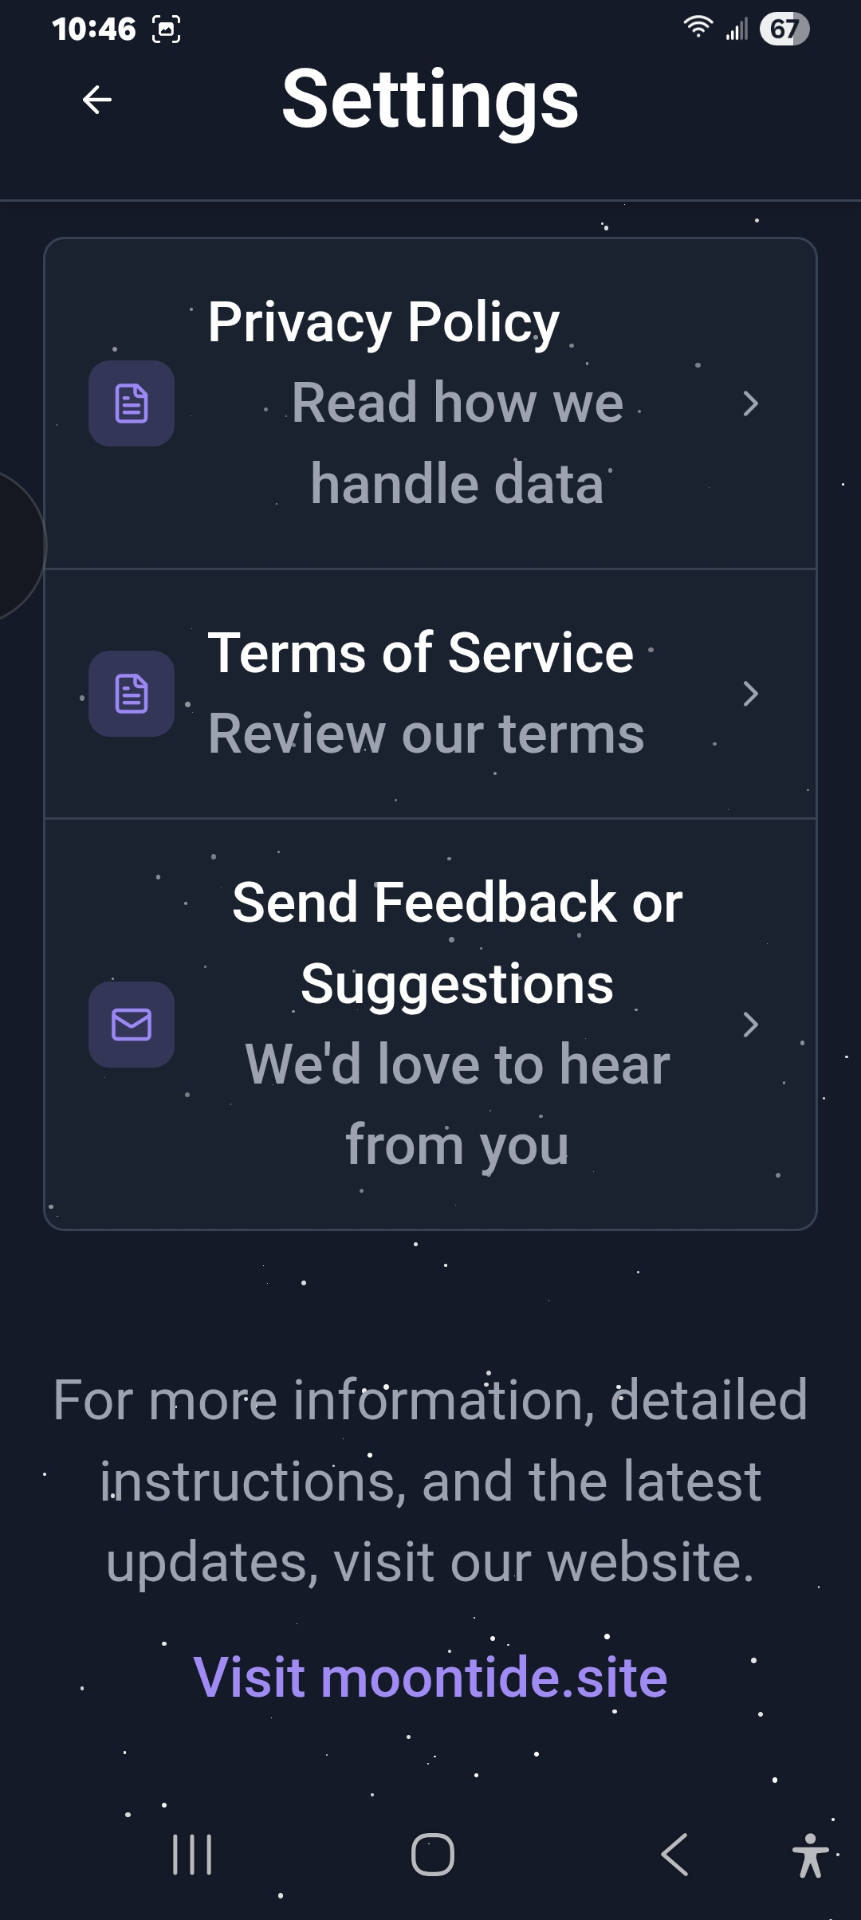 10:46
67
Settings
Privacy Policy
Read how we
handle data
Terms of Service
Review our terms
Send Feedback or
Suggestions
We'd love to hear
from you
For more information, detailed
instructions, and the latest
updates, visit our website.
Visit moontide.site